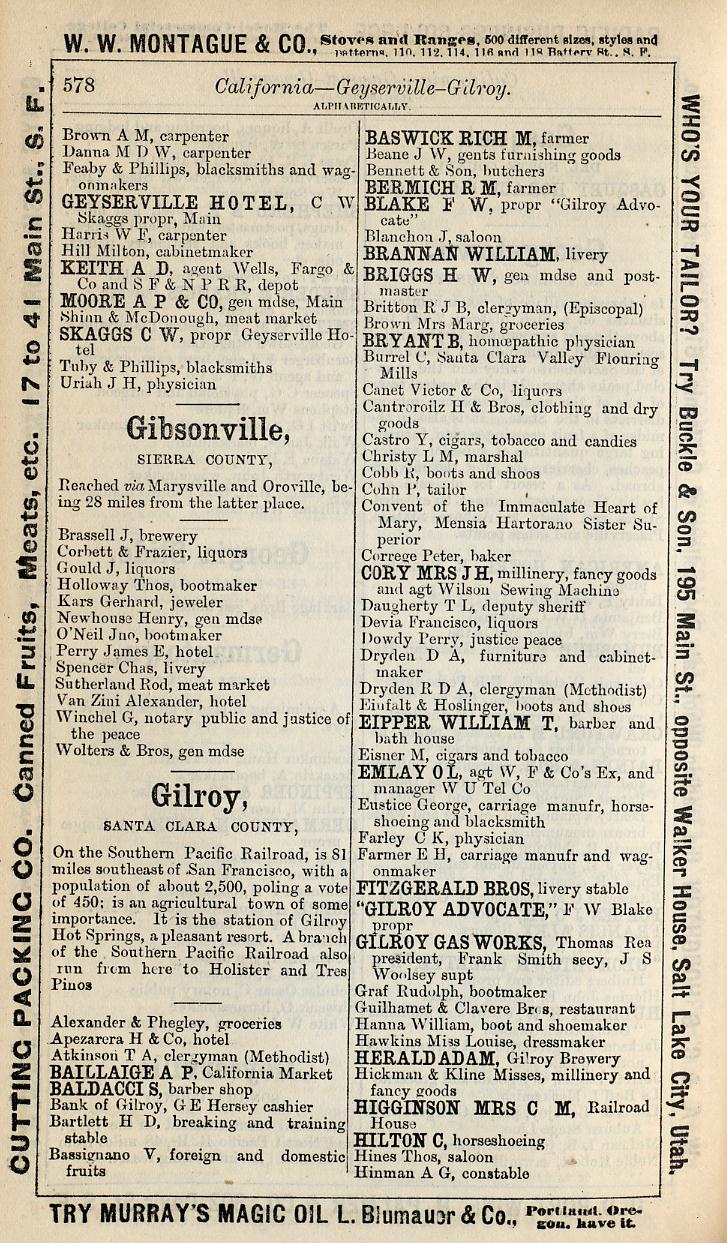 W. W. MONTAGUE & CO., Stoves and Ranges, 500 different sizes, styles and
patterns, 110, 112, 114, 116 and 118 Battery St., S. F.
578 California—Geyserville–Gilroy.
ALPHABETICALLY.
Brown A M, carpenter
Danna M D W, carpenter
Feaby & Phillips, blacksmiths and wag-
onmakers
GEYSERVILLE HOTEL, C W
Skaggs propr, Main
Harris W F, carpenter
Hill Milton, cabinetmaker
KEITH A D, agent Wells, Fargo &
Co and S F & N P R R, depot
MOORE A P & CO, gen mdse, Main
Shinn & McDonough, meat market
SKAGGS C W, propr Geyserville Ho-
tel
Tuby & Phillips, blacksmiths
Uriah J H, physician
Gibsonville,
SIERRA COUNTY,
Reached via Marysville and Oroville, be-
ing 28 miles from the latter place.
Brassell J, brewery
Corbett & Frazier, liquors
Gould J, liquors
Holloway Thos, bootmaker
Kars Gerhard, jeweler
Newhouse Henry, gen mdse
O'Neil Jno, bootmaker
Perry James E, hotel
Spencer Chas, livery
Sutherland Rod, meat market
Van Zini Alexander, hotel
Winchel G, notary public and justice of
the peace
Wolters & Bros, gen mdse
Gilroy,
SANTA CLARA COUNTY,
On the Southern Pacific Railroad, is 81
miles southeast of San Francisco, with a
population of about 2,500, poling a vote
of 450; is an agricultural town of some
importance. It is the station of Gilroy
Hot Springs, a pleasant resort. A branch
of the Southern Pacific Railroad also
run from here to Holister and Tres
Pinos
Alexander & Phegley, groceries
Apezarera H & Co, hotel
Atkinson T A, clergyman (Methodist)
BAILLAIGE A P, California Market
BALDACCI S, barber shop
Bank of Gilroy, G E Hersey cashier
Bartlett H D, breaking and training
stable
Bassignano V, foreign and domestic
fruits
BASWICK RICH M, farmer
Beane J W, gents furnishing goods
Bennett & Son, butchers
BERMICH R M, farmer
BLAKE F W, propr "Gilroy Advo-
cate"
Blanchon J, saloon
BRANNAN WILLIAM, livery
BRIGGS H W, gen mdse and post-
master
Britton R J B, clergyman, (Episcopal)
Brown Mrs Marg, groceries
BRYANT B, homœpathic physician
Burrel C, Santa Clara Valley Flouring
Mills
Canet Victor & Co, liquors
Cantroroilz H & Bros, clothing and dry
goods
Castro Y, cigars, tobacco and candies
Christy L M, marshal
Cobb R, boots and shoos
Cohn P, tailor
Convent of the Immaculate Heart of
Mary, Mensia Hartorano Sister Su-
perior
Correge Peter, baker
CORY MRS J H, millinery, fancy goods
and agt Wilson Sewing Machine
Daugherty T L, deputy sheriff
Devia Francisco, liquors
Dowdy Perry, justice peace
Dryden D A, furniture and cabinet-
maker
Dryden R D A, clergyman (Methodist)
Einfalt & Hoslinger, boots and shoes
EIPPER WILLIAM T, barber and
bath house
Eisner M, cigars and tobacco
EMLAY O L, agt W, F & Co's Ex, and
manager W U Tel Co
Eustice George, carriage manufr, horse-
shoeing and blacksmith
Farley C K, physician
Farmer E H, carriage manufr and wag-
onmaker
FITZGERALD BROS, livery stable
"GILROY ADVOCATE," F W Blake
propr
GILROY GAS WORKS, Thomas Rea
president, Frank Smith secy, J S
Woolsey supt
Graf Rudolph, bootmaker
Guilhamet & Clavere Bros, restaurant
Hanna William, boot and shoemaker
Hawkins Miss Louise, dressmaker
HERALD ADAM, Gilroy Brewery
Hickman & Kline Misses, millinery and
fancy goods
HIGGINSON MRS C M, Railroad
House
HILTON C, horseshoeing
Hines Thos, saloon
Hinman A G, constable
CUTTING PACKING CO. Canned Fruits, Meats, etc. 17 to 41 Main St., S. F.
WHO'S YOUR TAILOR? Try Buckle & Son, 195 Main St., opposite Walker House, Salt Lake City, Utah.
TRY MURRAY'S MAGIC OIL L. Blumauer & Co., Portland, Ore-
gon, have it.